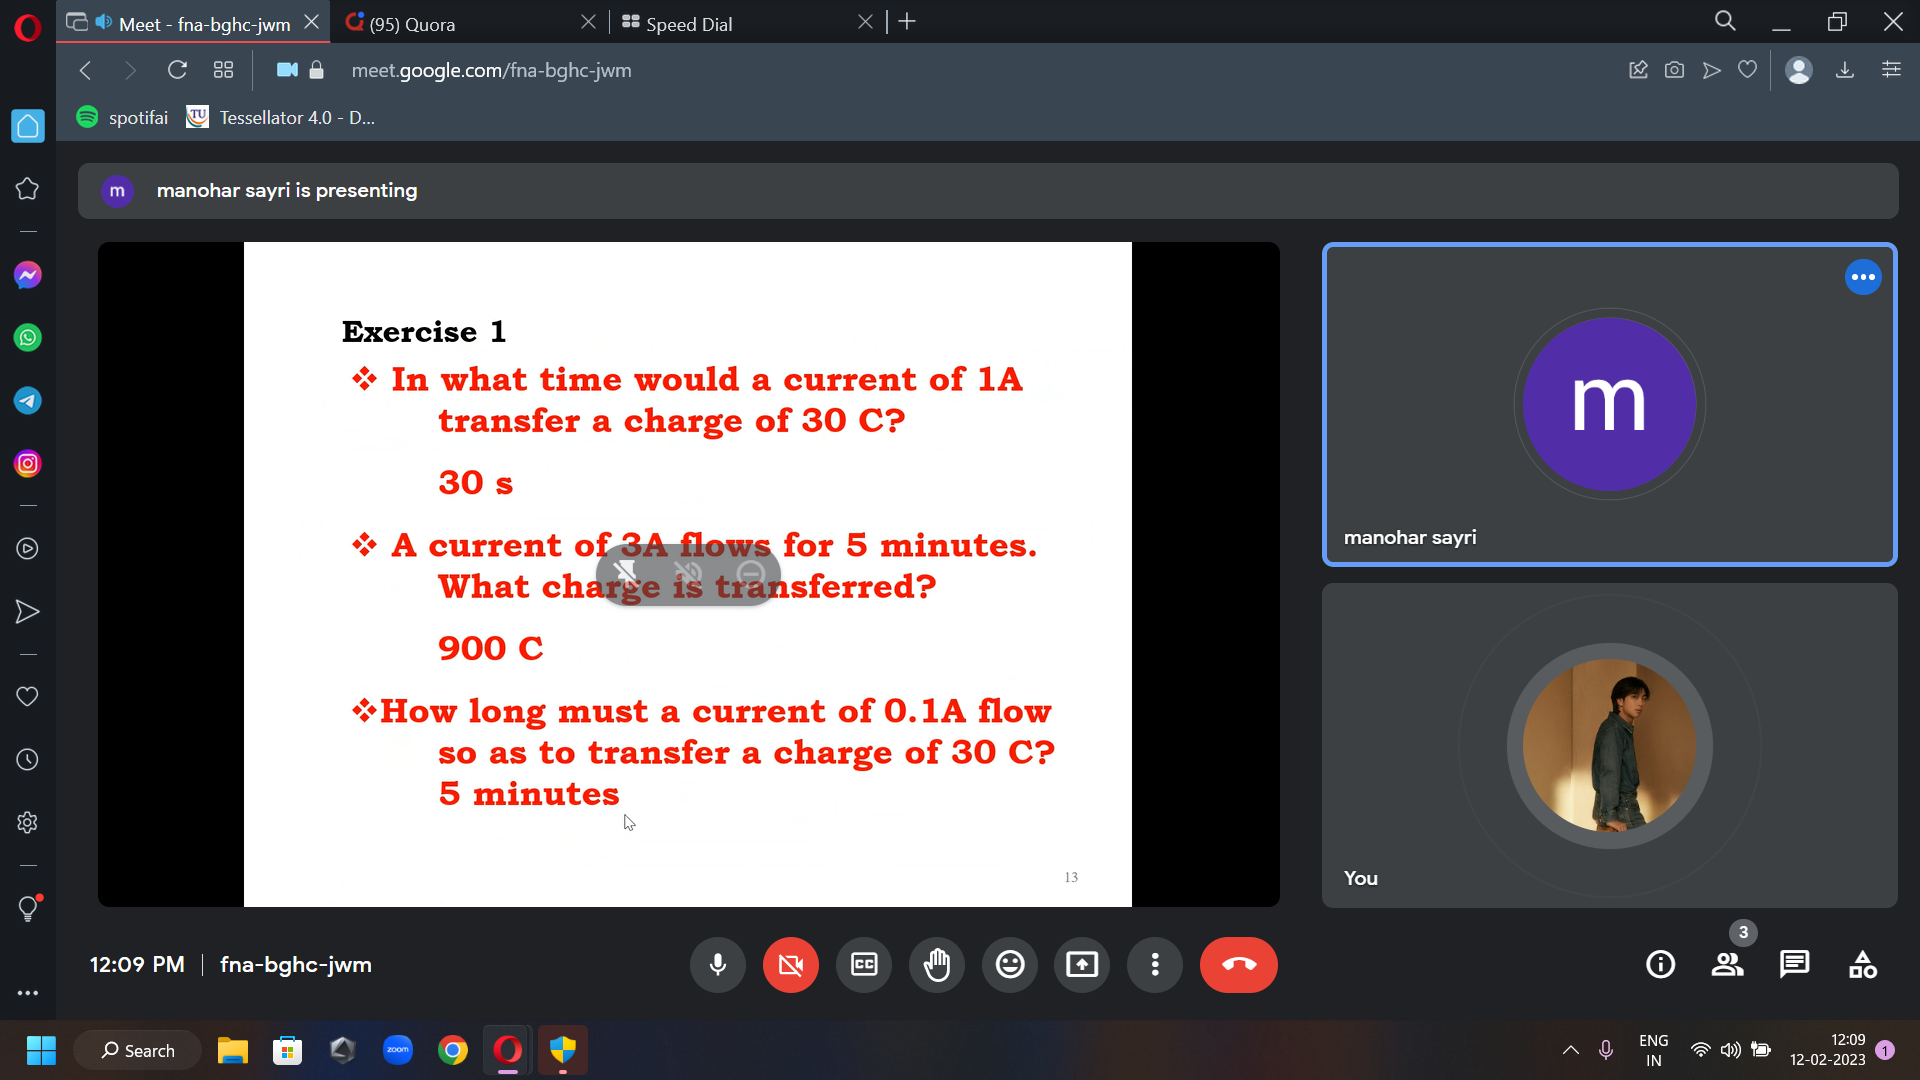 Meet - fna-bghc-jwm
(95) Quora
Speed Dial
meet.google.com/fna-bghc-jwm
spotifai
TU
Tessellator 4.0 - D...
m
manohar sayri is presenting
Exercise 1
❖ In what time would a current of 1A
transfer a charge of 30 C?
30 s
❖ A current of 3A flows for 5 minutes.
What charge is transferred?
900 C
❖How long must a current of 0.1A flow
so as to transfer a charge of 30 C?
5 minutes
13
m
manohar sayri
You
12:09 PM | fna-bghc-jwm
CC
3
Search
zoom
ENG
IN
12:09
12-02-2023
1